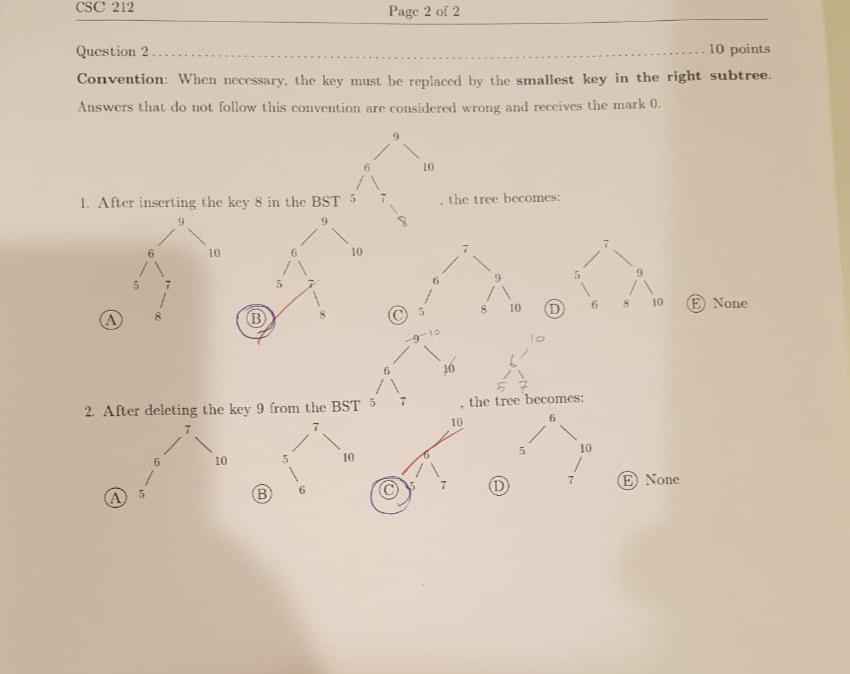 CSC 212 Page 2 of 2
Question 2 ........................................................................ 10 points
Convention: When necessary, the key must be replaced by the smallest key in the right subtree.
Answers that do not follow this convention are considered wrong and receives the mark 0.
9
6 10
1. After inserting the key 8 in the BST 5 7 , the tree becomes:
8
9 9
6 10 6 10 7 7
5 7 5 7 6 9 5 9
A 8 B 8 C 5 8 10 D 6 8 10 E None
9 10 10
6 10 6
5 7
2. After deleting the key 9 from the BST 5 7 , the tree becomes:
7 7 10 6
6 10 5 10 6 5 10
A 5 B 6 C 5 7 D 7 E None